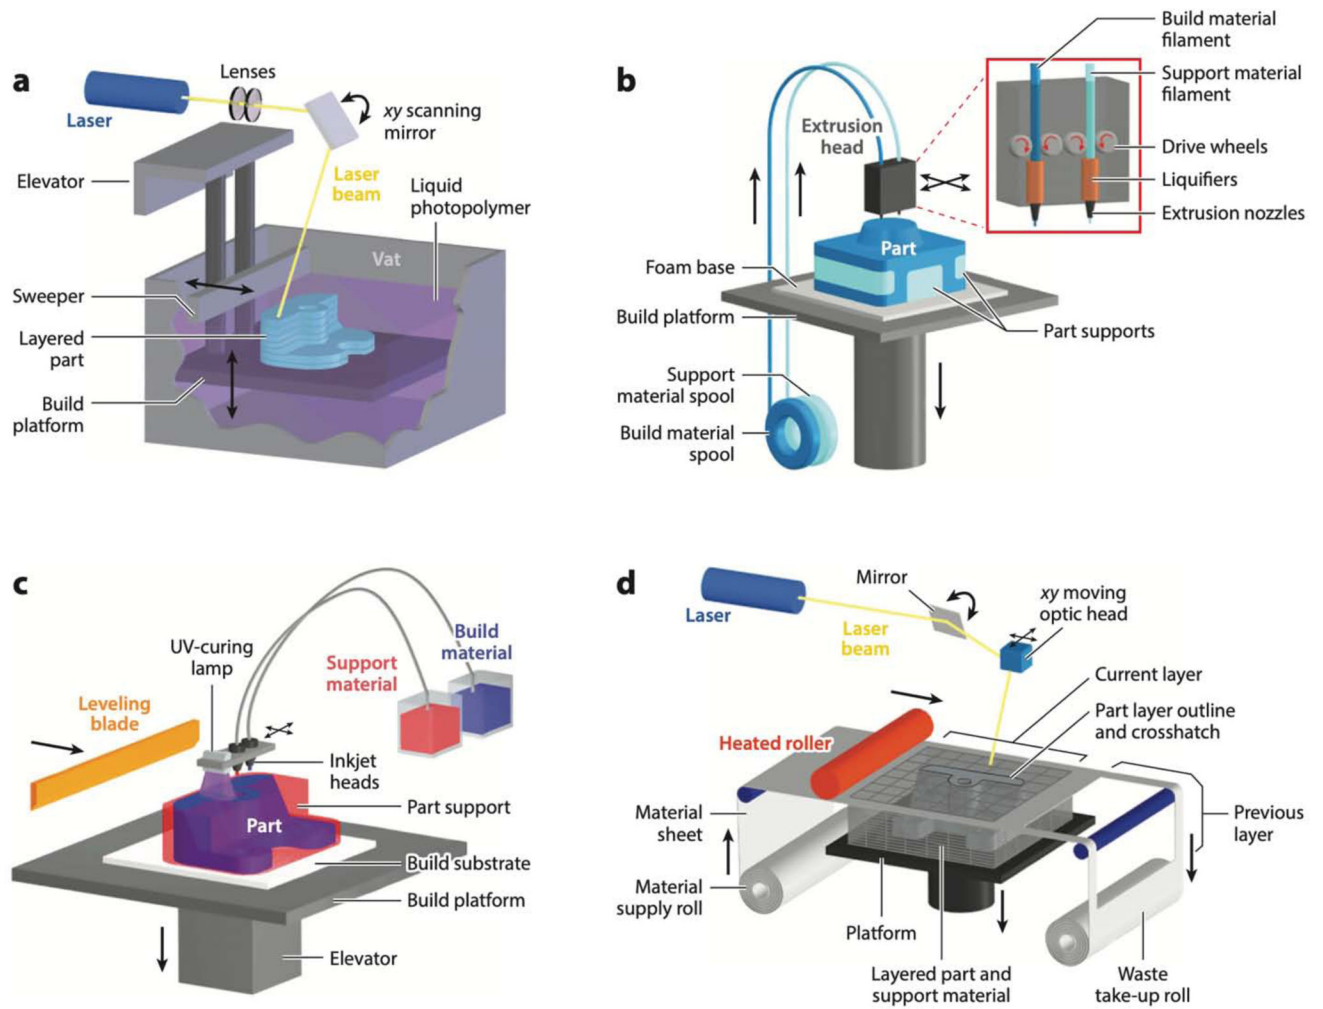 a
Lenses
Laser
xy scanning
mirror
Elevator
Laser
beam
Liquid
photopolymer
Vat
Sweeper
Layered
part
Build
platform
b
Build material
filament
Support material
filament
Extrusion
head
Drive wheels
Liquifiers
Extrusion nozzles
Part
Foam base
Build platform
Part supports
Support
material spool
Build material
spool
c
UV-curing
lamp
Support
material
Build
material
Leveling
blade
Inkjet
heads
Part support
Part
Build substrate
Build platform
Elevator
d
Mirror
xy moving
optic head
Laser
Laser
beam
Current layer
Part layer outline
and crosshatch
Heated roller
Material
sheet
Previous
layer
Material
supply roll
Platform
Layered part and
support material
Waste
take-up roll